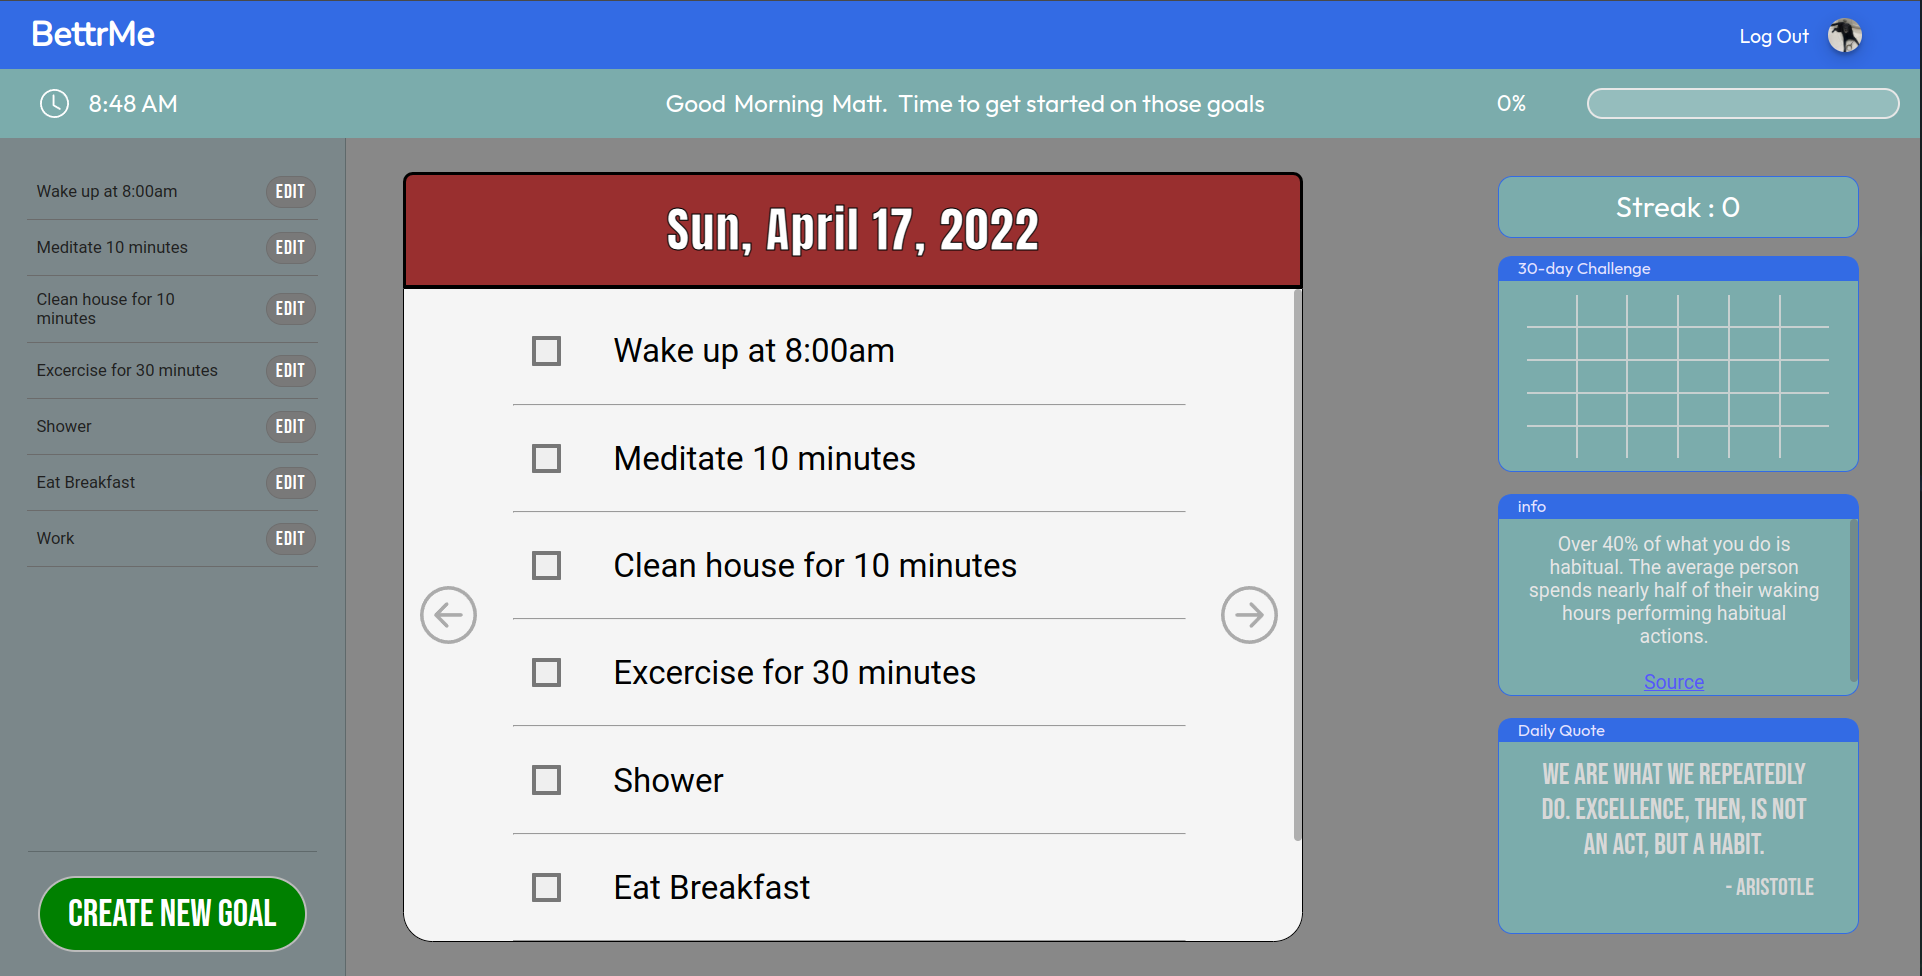 BettrMe
Log Out
8:48 AM
Good Morning Matt. Time to get started on those goals
0%
Wake up at 8:00am
EDIT
Meditate 10 minutes
EDIT
Clean house for 10
minutes
EDIT
Excercise for 30 minutes
EDIT
Shower
EDIT
Eat Breakfast
EDIT
Work
EDIT
CREATE NEW GOAL
Sun, April 17, 2022
Wake up at 8:00am
Meditate 10 minutes
Clean house for 10 minutes
Excercise for 30 minutes
Shower
Eat Breakfast
Streak : 0
30-day Challenge
info
Over 40% of what you do is
habitual. The average person
spends nearly half of their waking
hours performing habitual
actions.
Source
Daily Quote
WE ARE WHAT WE REPEATEDLY
DO. EXCELLENCE, THEN, IS NOT
AN ACT, BUT A HABIT.
- ARISTOTLE